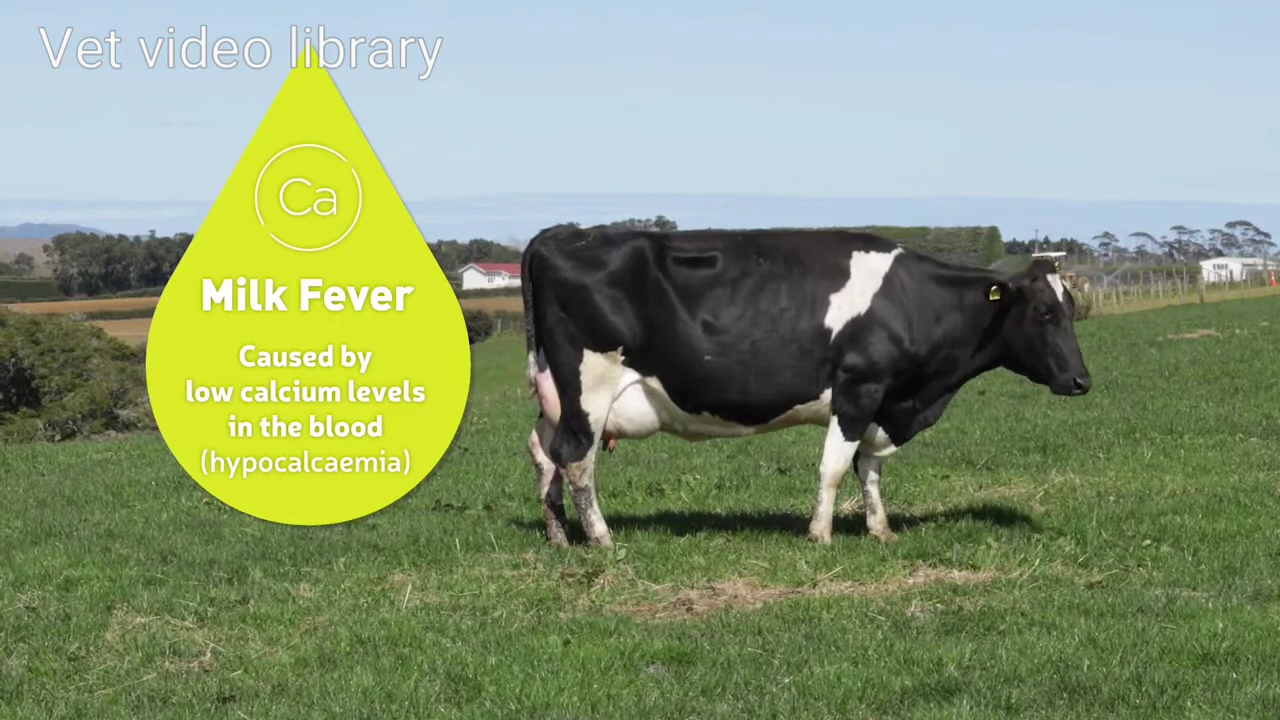 Vet video library
Ca
Milk Fever
Caused by
low calcium levels
in the blood
(hypocalcaemia)